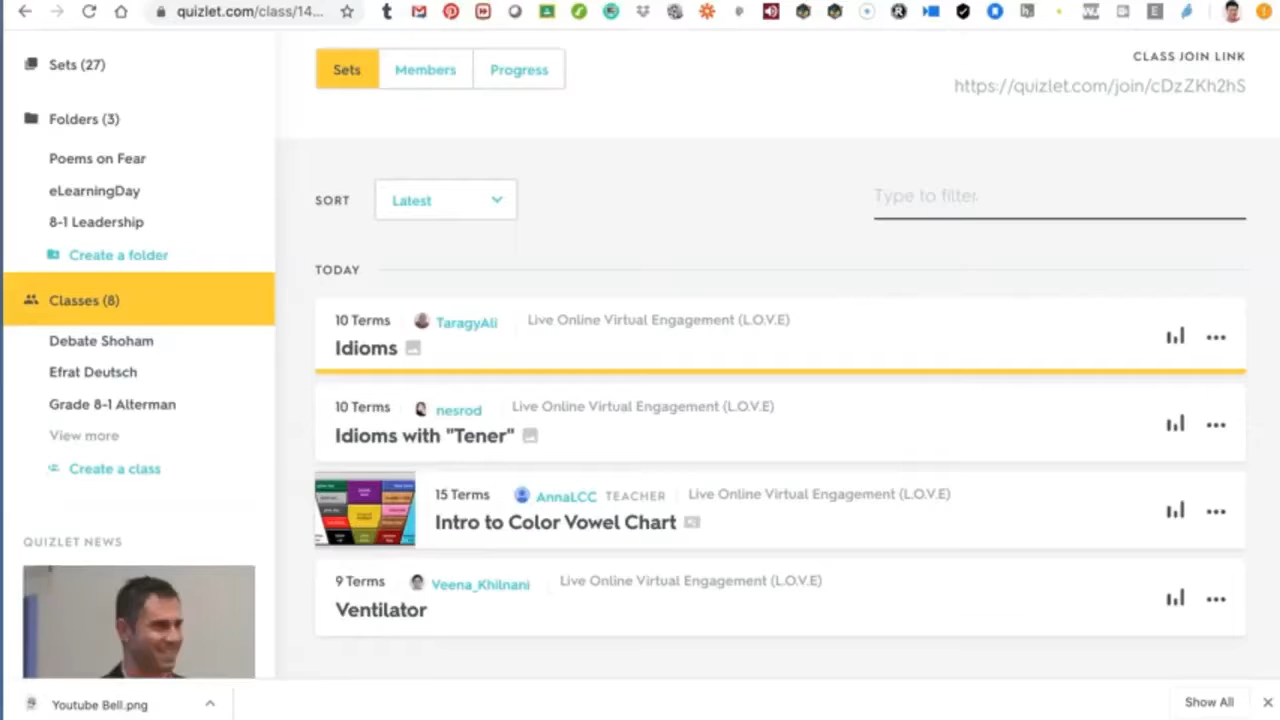 quizlet.com/class/14...
Sets (27)
Folders (3)
Poems on Fear
eLearningDay
8-1 Leadership
Create a folder
Classes (8)
Debate Shoham
Efrat Deutsch
Grade 8-1 Alterman
View more
Create a class
QUIZLET NEWS
Sets
Members
Progress
CLASS JOIN LINK
https://quizlet.com/join/cDzZKh2hS
SORT
Latest
Type to filter
TODAY
10 Terms TaragyAli Live Online Virtual Engagement (L.O.V.E)
Idioms
10 Terms nesrod Live Online Virtual Engagement (L.O.V.E)
Idioms with "Tener"
15 Terms AnnaLCC TEACHER Live Online Virtual Engagement (L.O.V.E)
Intro to Color Vowel Chart
9 Terms Veena_Khilnani Live Online Virtual Engagement (L.O.V.E)
Ventilator
Youtube Bell.png
Show All